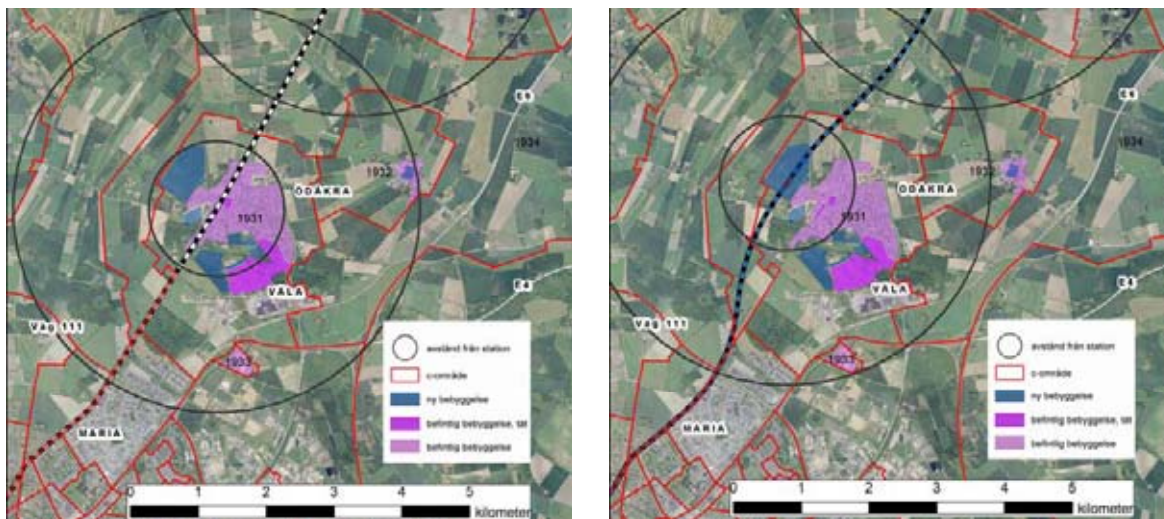 E6
1934
1932
ÖDÅKRA
1931
VÄLA
E4
Väg 111
1933
MARIA
avstånd från station
c-område
ny bebyggelse
befintlig bebyggelse, tät
befintlig bebyggelse
0 1 2 3 4 5
kilometer
E6
1934
1932
ÖDÅKRA
1931
VÄLA
E4
Väg 111
1933
MARIA
avstånd från station
c-område
ny bebyggelse
befintlig bebyggelse, tät
befintlig bebyggelse
0 1 2 3 4 5
kilometer